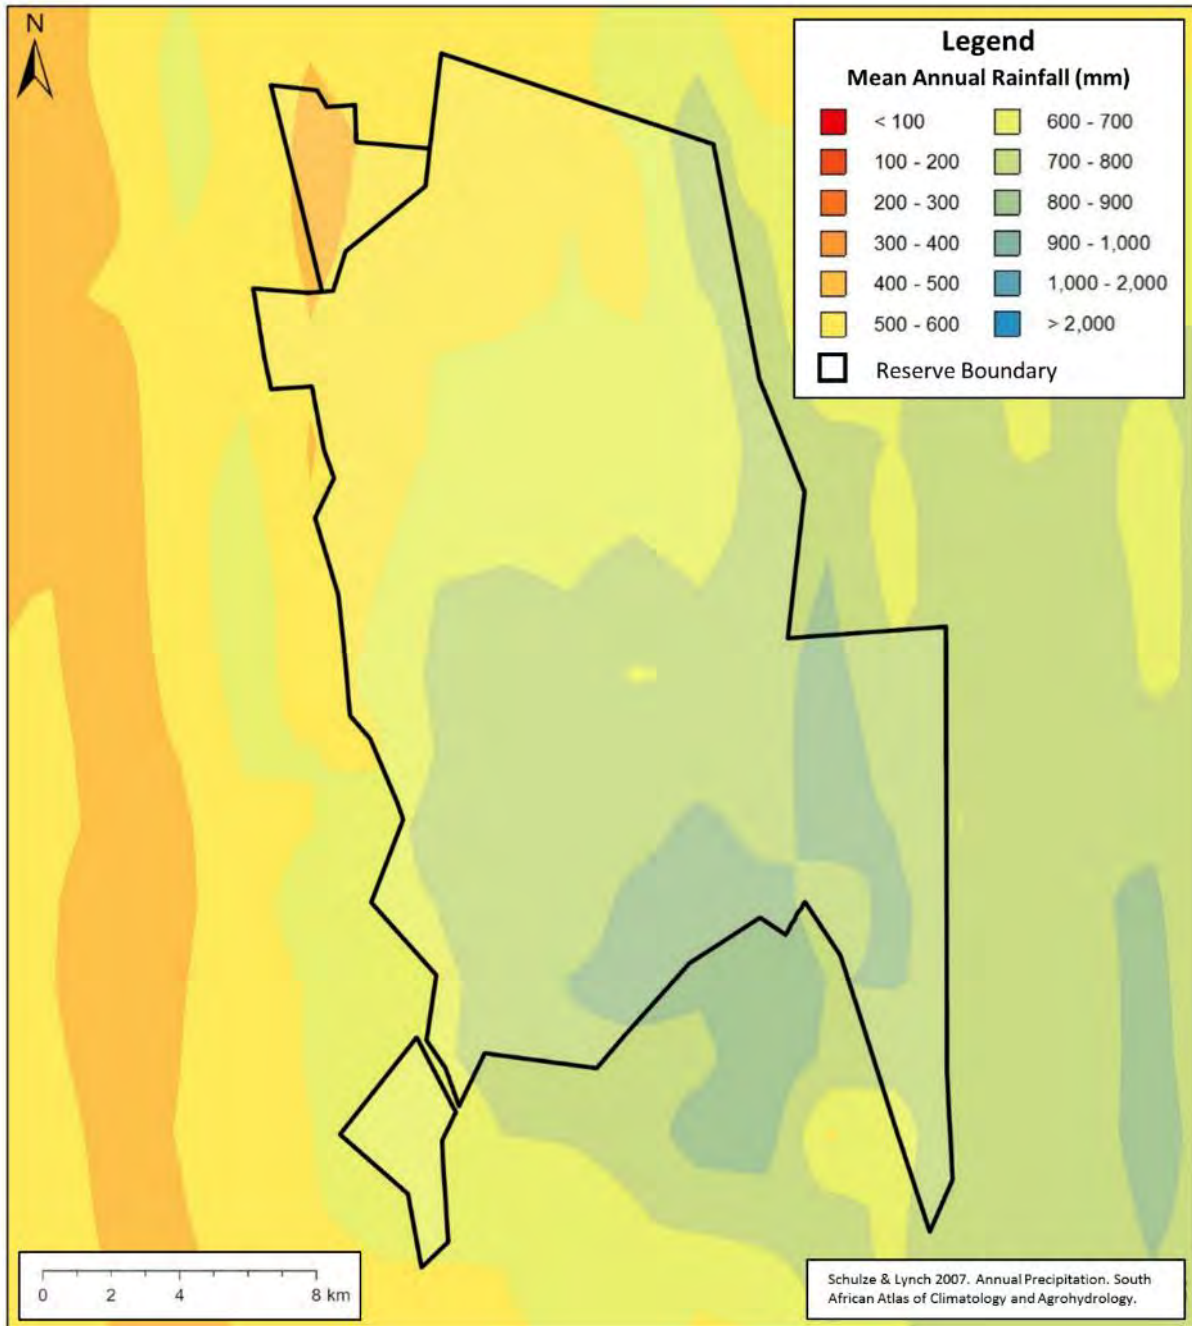 N
Legend
Mean Annual Rainfall (mm)
< 100
100 - 200
200 - 300
300 - 400
400 - 500
500 - 600
600 - 700
700 - 800
800 - 900
900 - 1,000
1,000 - 2,000
> 2,000
Reserve Boundary
0 2 4 8 km
Schulze & Lynch 2007. Annual Precipitation. South
African Atlas of Climatology and Agrohydrology.